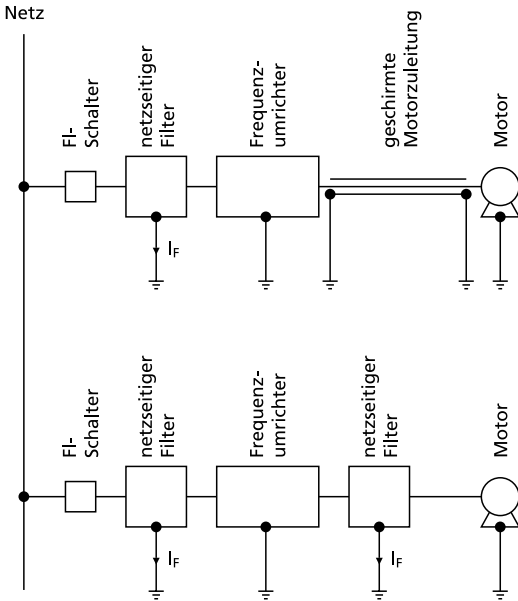 Netz
FI-
Schalter
netzseitiger
Filter
Frequenz-
umrichter
geschirmte
Motorzuleitung
Motor
IF
FI-
Schalter
netzseitiger
Filter
Frequenz-
umrichter
netzseitiger
Filter
Motor
IF
IF